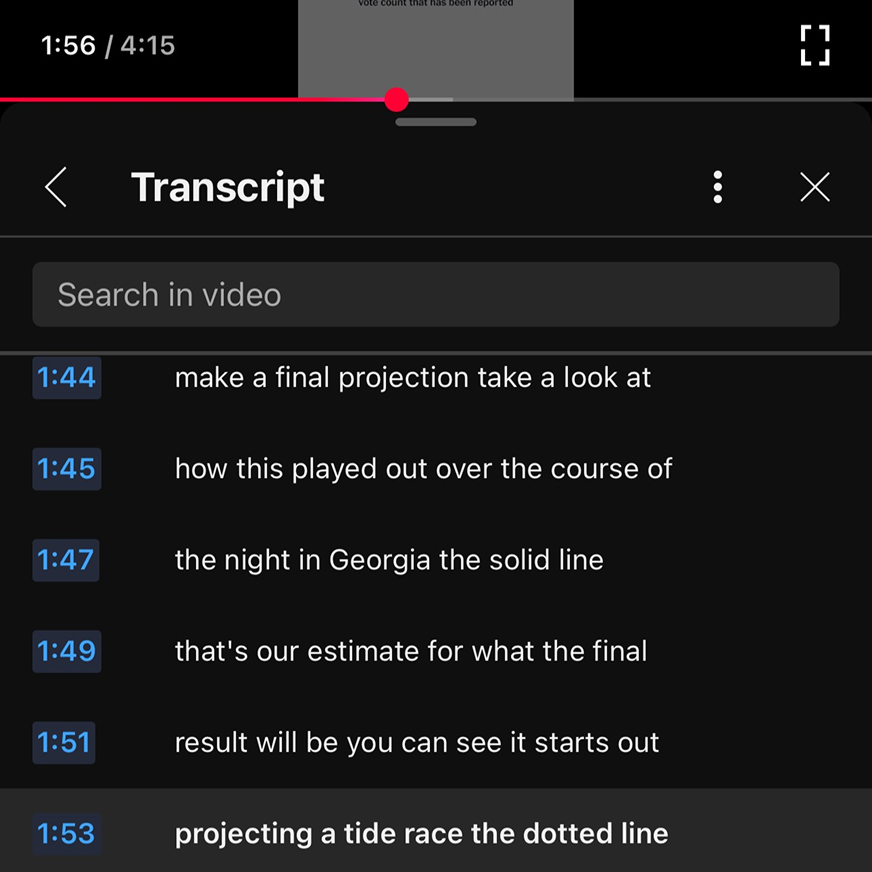 vote count that has been reported
1:56 / 4:15
Transcript
Search in video
1:44 make a final projection take a look at
1:45 how this played out over the course of
1:47 the night in Georgia the solid line
1:49 that's our estimate for what the final
1:51 result will be you can see it starts out
1:53 projecting a tide race the dotted line